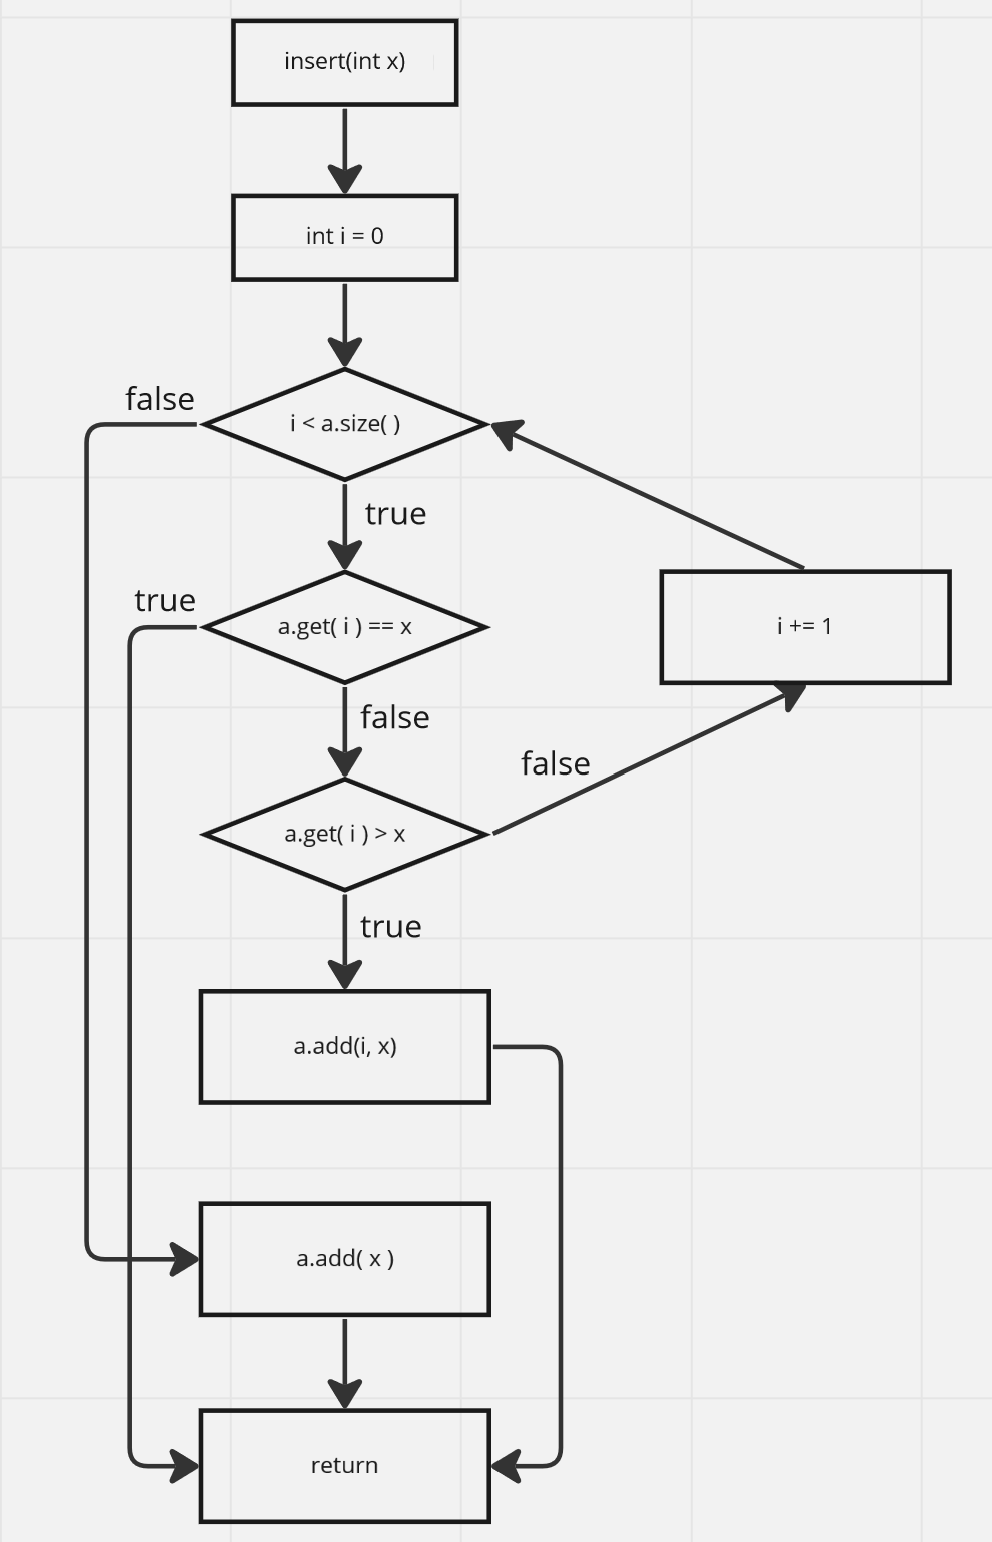 insert(int x)
int i = 0
false
i < a.size( )
true
true
a.get( i ) == x
i += 1
false
false
a.get( i ) > x
true
a.add(i, x)
a.add( x )
return